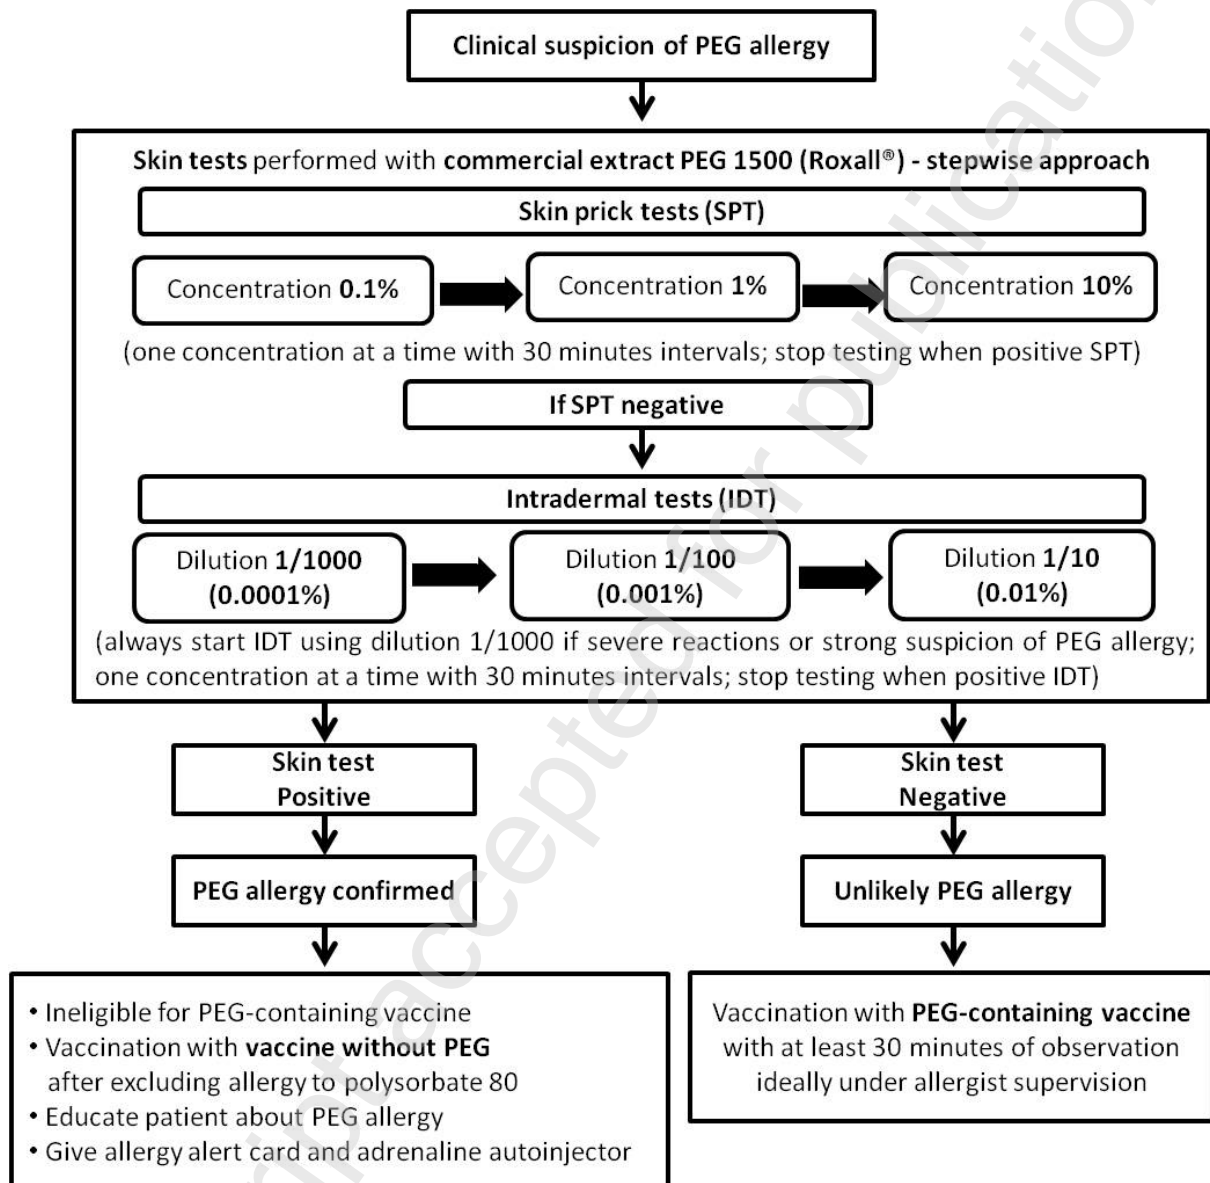 Clinical suspicion of PEG allergy
Skin tests performed with commercial extract PEG 1500 (Roxall®) - stepwise approach
Skin prick tests (SPT)
Concentration 0.1%
Concentration 1%
Concentration 10%
(one concentration at a time with 30 minutes intervals; stop testing when positive SPT)
If SPT negative
Intradermal tests (IDT)
Dilution 1/1000
(0.0001%)
Dilution 1/100
(0.001%)
Dilution 1/10
(0.01%)
(always start IDT using dilution 1/1000 if severe reactions or strong suspicion of PEG allergy;
one concentration at a time with 30 minutes intervals; stop testing when positive IDT)
Skin test
Positive
Skin test
Negative
PEG allergy confirmed
Unlikely PEG allergy
• Ineligible for PEG-containing vaccine
• Vaccination with vaccine without PEG
after excluding allergy to polysorbate 80
• Educate patient about PEG allergy
• Give allergy alert card and adrenaline autoinjector
Vaccination with PEG-containing vaccine
with at least 30 minutes of observation
ideally under allergist supervision
ript accepted for publication